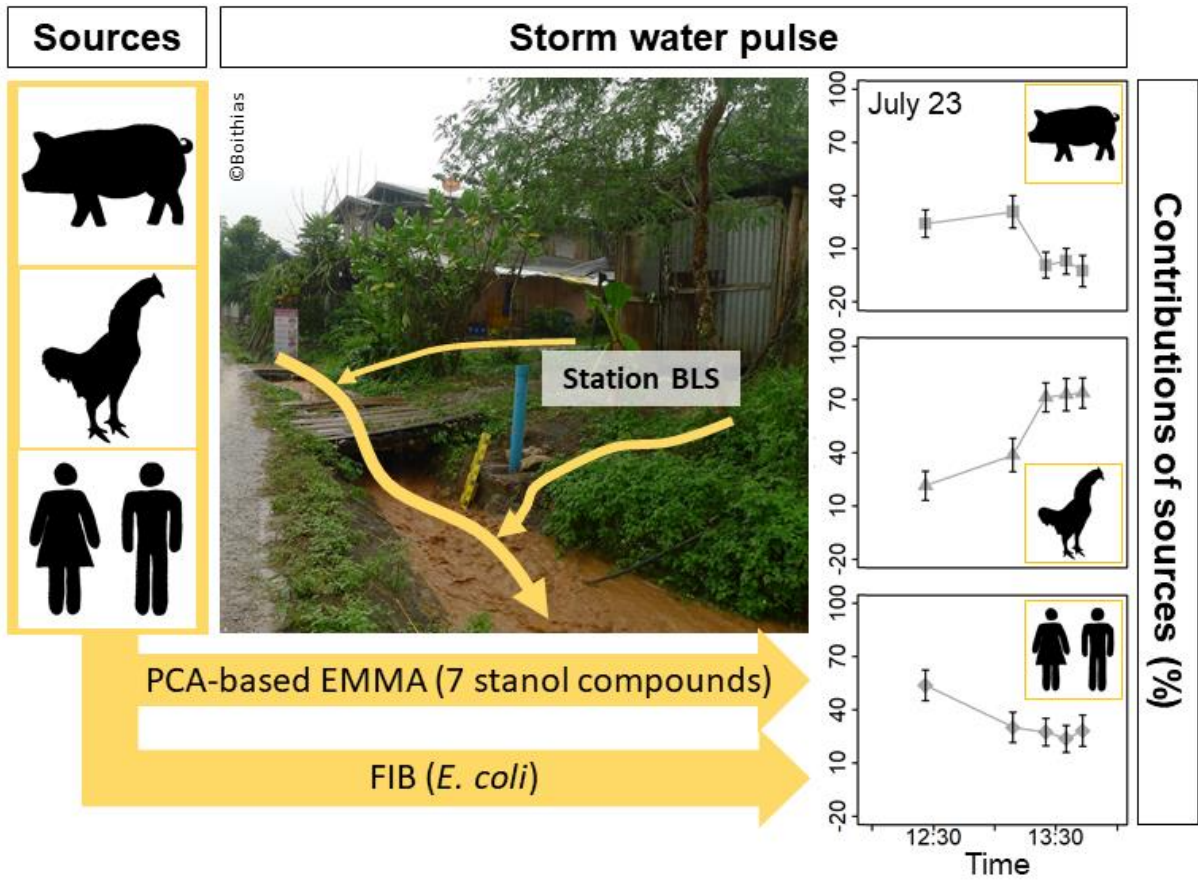 Sources
Storm water pulse
©Boithias
Station BLS
PCA-based EMMA (7 stanol compounds)
FIB (E. coli)
July 23
100
70
40
10
-20
100
70
40
10
-20
100
70
40
10
-20
12:30
13:30
Time
Contributions of sources (%)